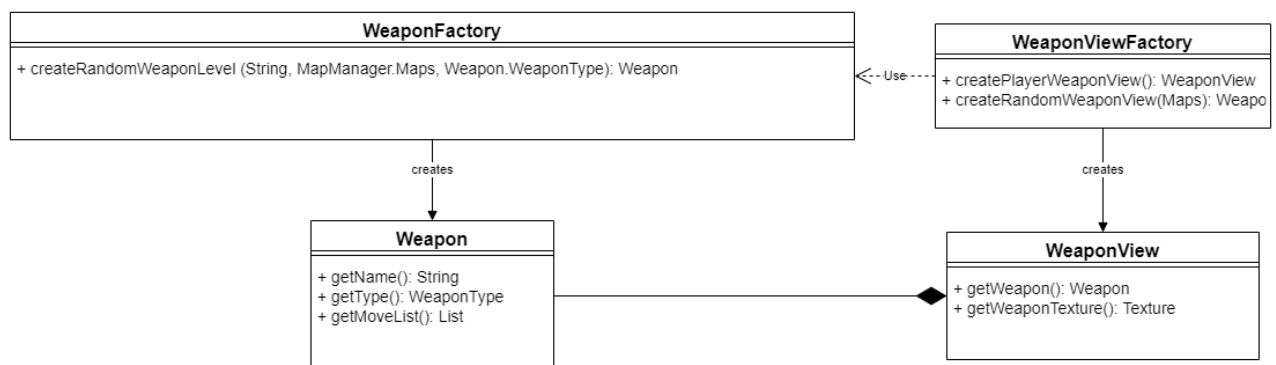 WeaponFactory
+ createRandomWeaponLevel (String, MapManager.Maps, Weapon.WeaponType): Weapon
WeaponViewFactory
+ createPlayerWeaponView(): WeaponView
+ createRandomWeaponView(Maps): Weapo
Use
creates
creates
Weapon
+ getName(): String
+ getType(): WeaponType
+ getMoveList(): List
WeaponView
+ getWeapon(): Weapon
+ getWeaponTexture(): Texture